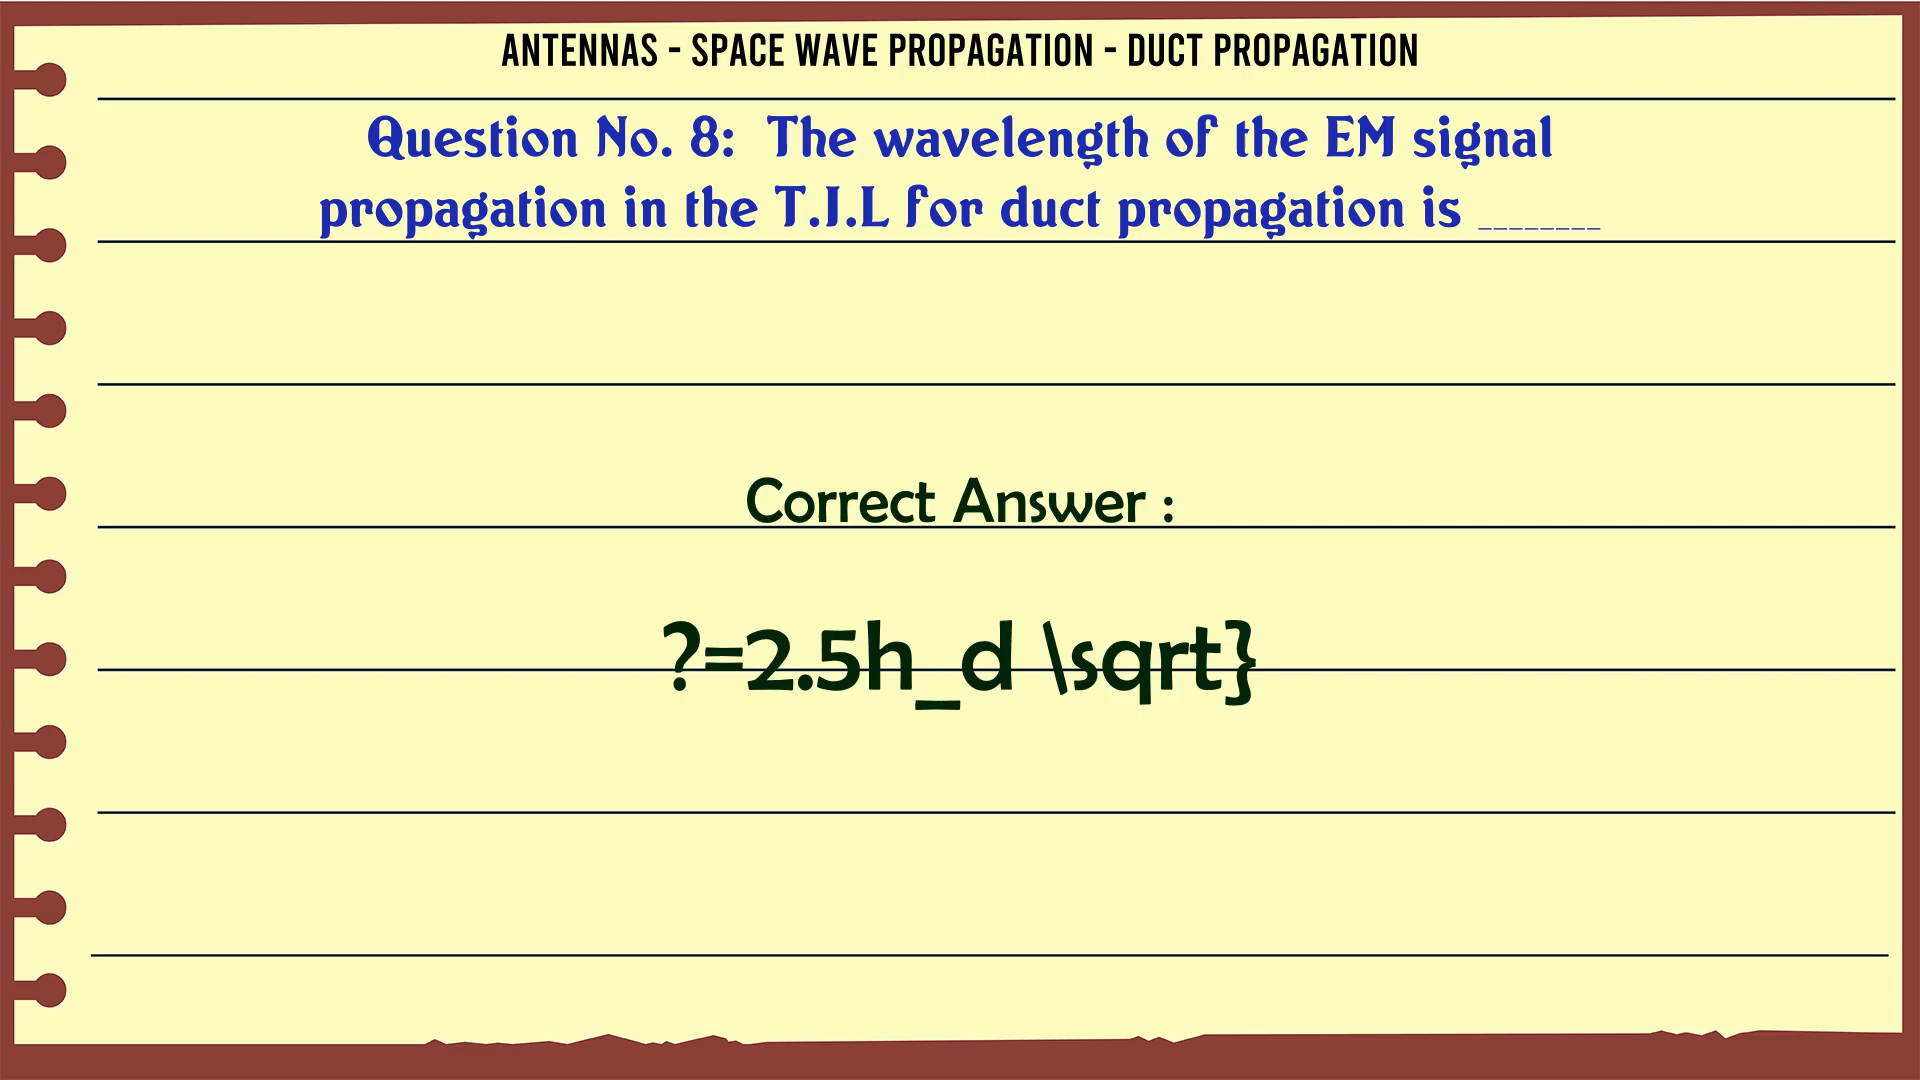 ANTENNAS - SPACE WAVE PROPAGATION - DUCT PROPAGATION
Question No. 8: The wavelength of the EM signal
propagation in the T.I.L for duct propagation is ________
Correct Answer :
?=2.5h_d \sqrt}